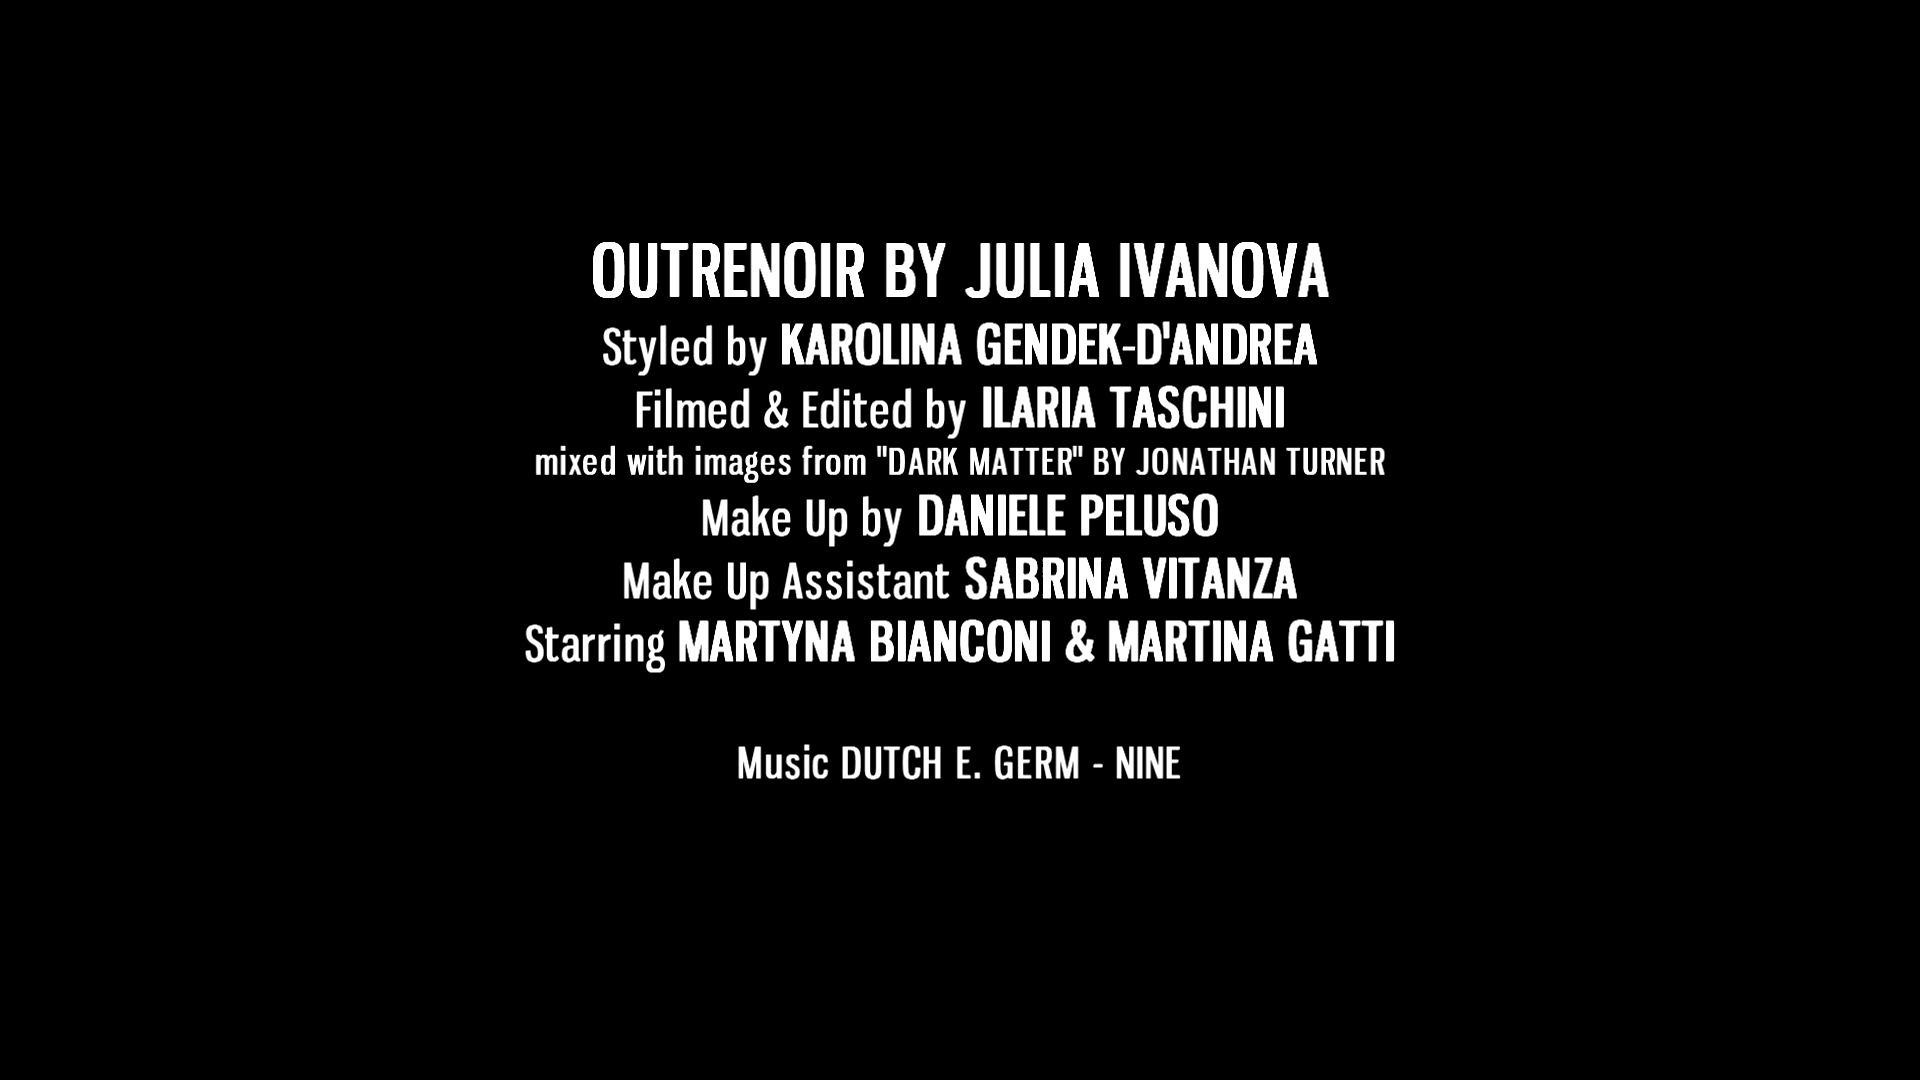 OUTRENOIR BY JULIA IVANOVA
Styled by KAROLINA GENDEK-D'ANDREA
Filmed & Edited by ILARIA TASCHINI
mixed with images from "DARK MATTER" BY JONATHAN TURNER
Make Up by DANIELE PELUSO
Make Up Assistant SABRINA VITANZA
Starring MARTYNA BIANCONI & MARTINA GATTI
Music DUTCH E. GERM - NINE